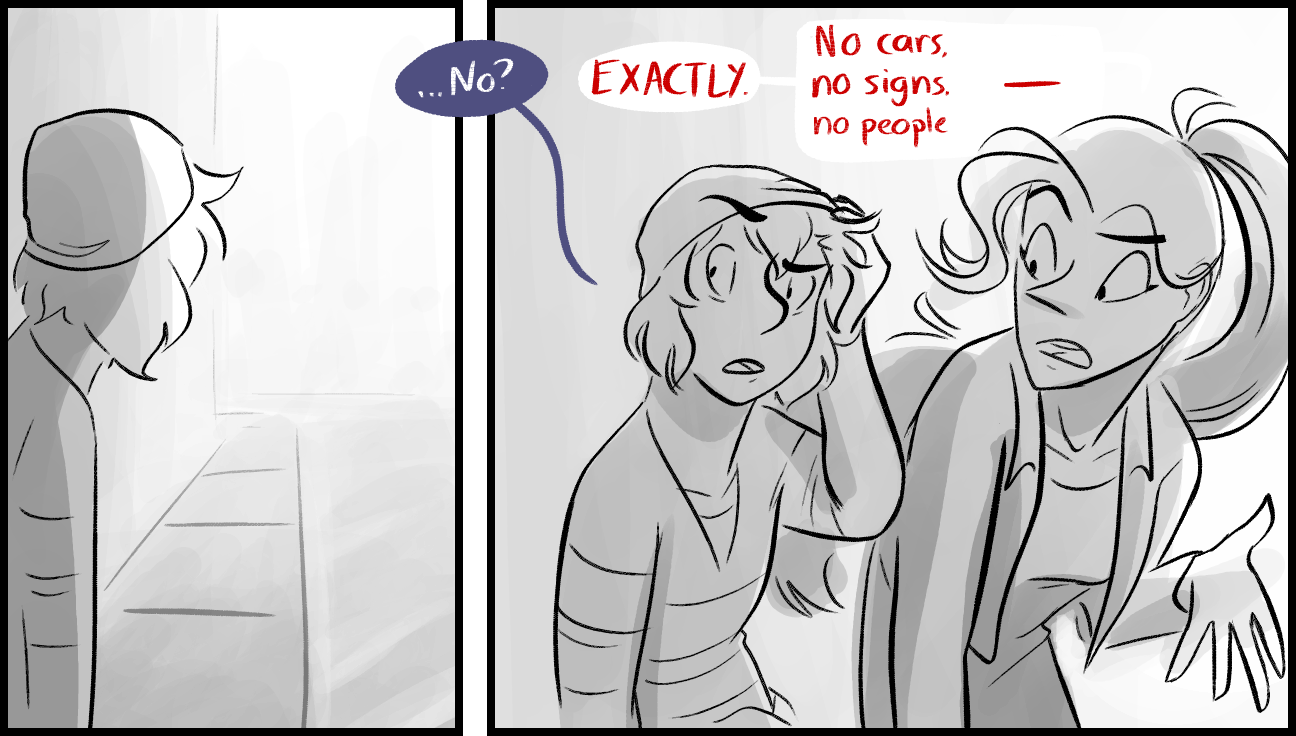 ...No?
EXACTLY.
No cars,
no signs,
no people —